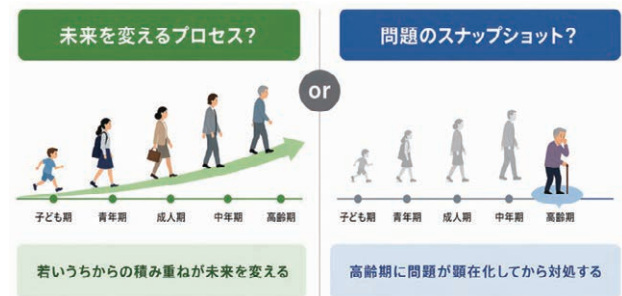 未来を変えるプロセス？
問題のスナップショット？
or
子ども期 青年期 成人期 中年期 高齢期
子ども期 青年期 成人期 中年期 高齢期
若いうちからの積み重ねが未来を変える
高齢期に問題が顕在化してから対処する